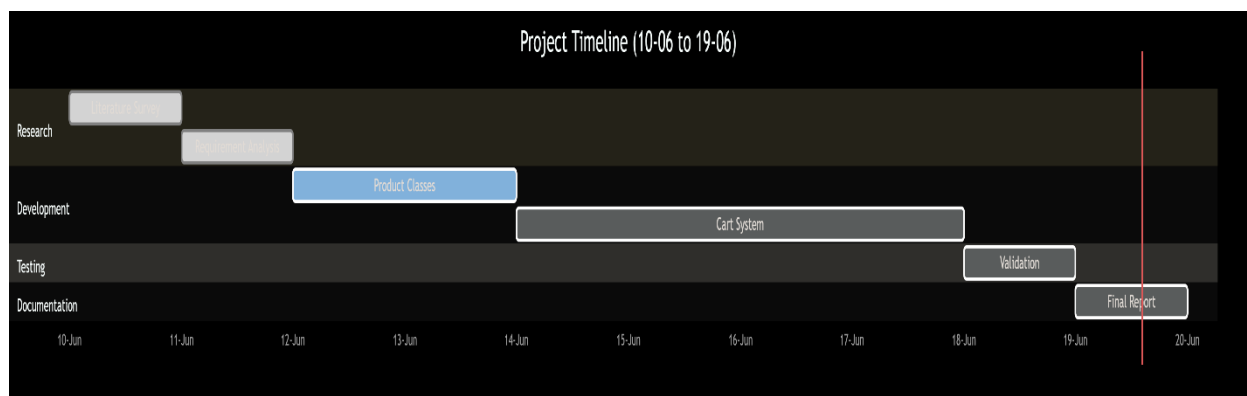 Project Timeline (10-06 to 19-06)
Literature Survey
Research
Requirement Analysis
Product Classes
Development
Cart System
Testing
Validation
Documentation
Final Report
10-Jun 11-Jun 12-Jun 13-Jun 14-Jun 15-Jun 16-Jun 17-Jun 18-Jun 19-Jun 20-Jun